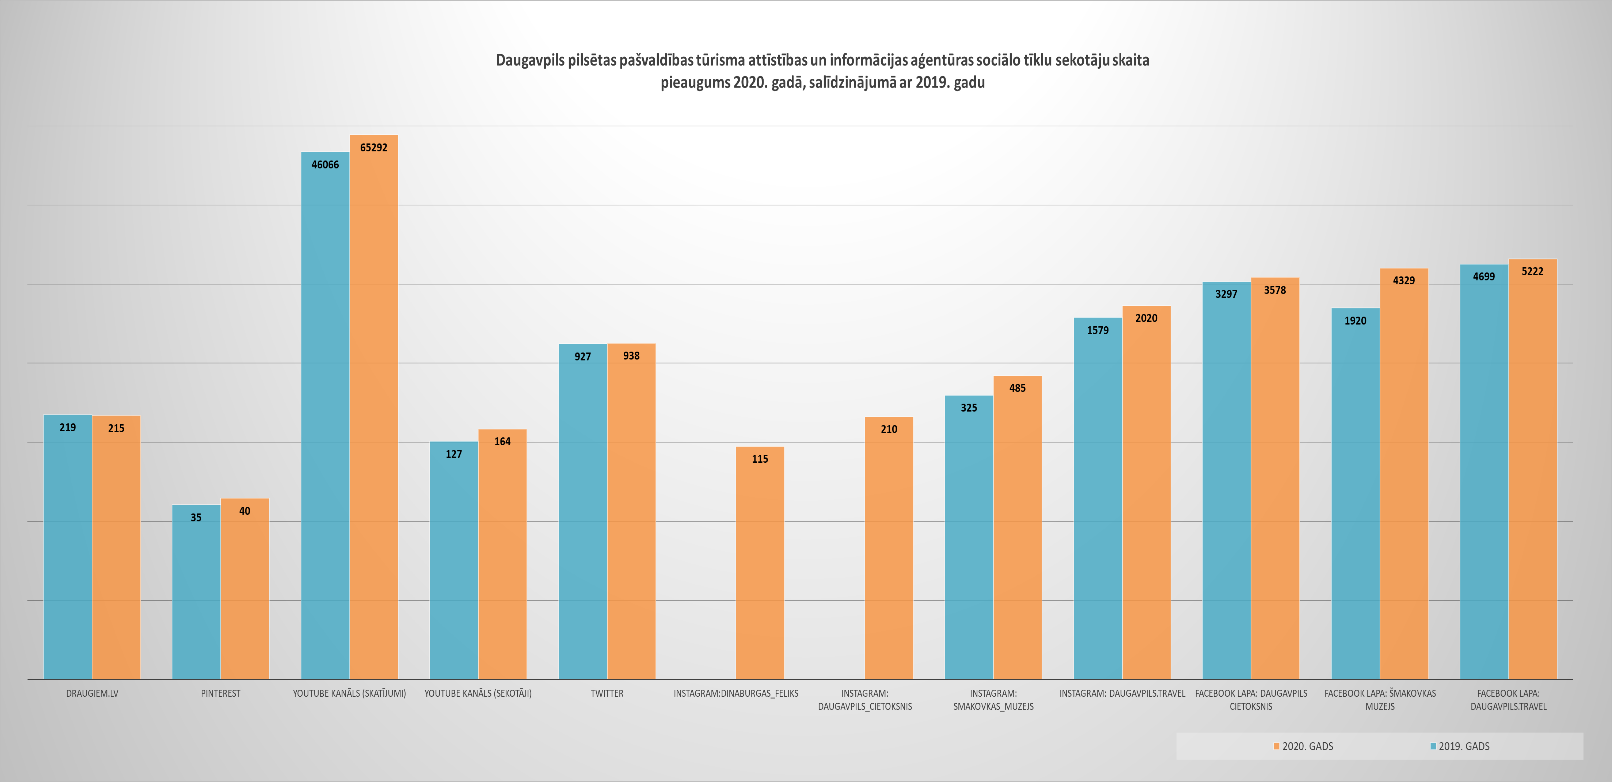 Daugavpils pilsētas pašvaldības tūrisma attīstības un informācijas aģentūras sociālo tīklu sekotāju skaita
pieaugums 2020. gadā, salīdzinājumā ar 2019. gadu
219
215
35
40
46066
65292
127
164
927
938
115
210
325
485
1579
2020
3297
3578
1920
4329
4699
5222
DRAUGIEM.LV
PINTEREST
YOUTUBE KANĀLS (SKATĪJUMI)
YOUTUBE KANĀLS (SEKOTĀJI)
TWITTER
INSTAGRAM:DINABURGAS_FELIKS
INSTAGRAM:
DAUGAVPILS_CIETOKSNIS
INSTAGRAM:
SMAKOVKAS_MUZEJS
INSTAGRAM: DAUGAVPILS.TRAVEL
FACEBOOK LAPA: DAUGAVPILS
CIETOKSNIS
FACEBOOK LAPA: ŠMAKOVKAS
MUZEJS
FACEBOOK LAPA:
DAUGAVPILS.TRAVEL
2020. GADS
2019. GADS